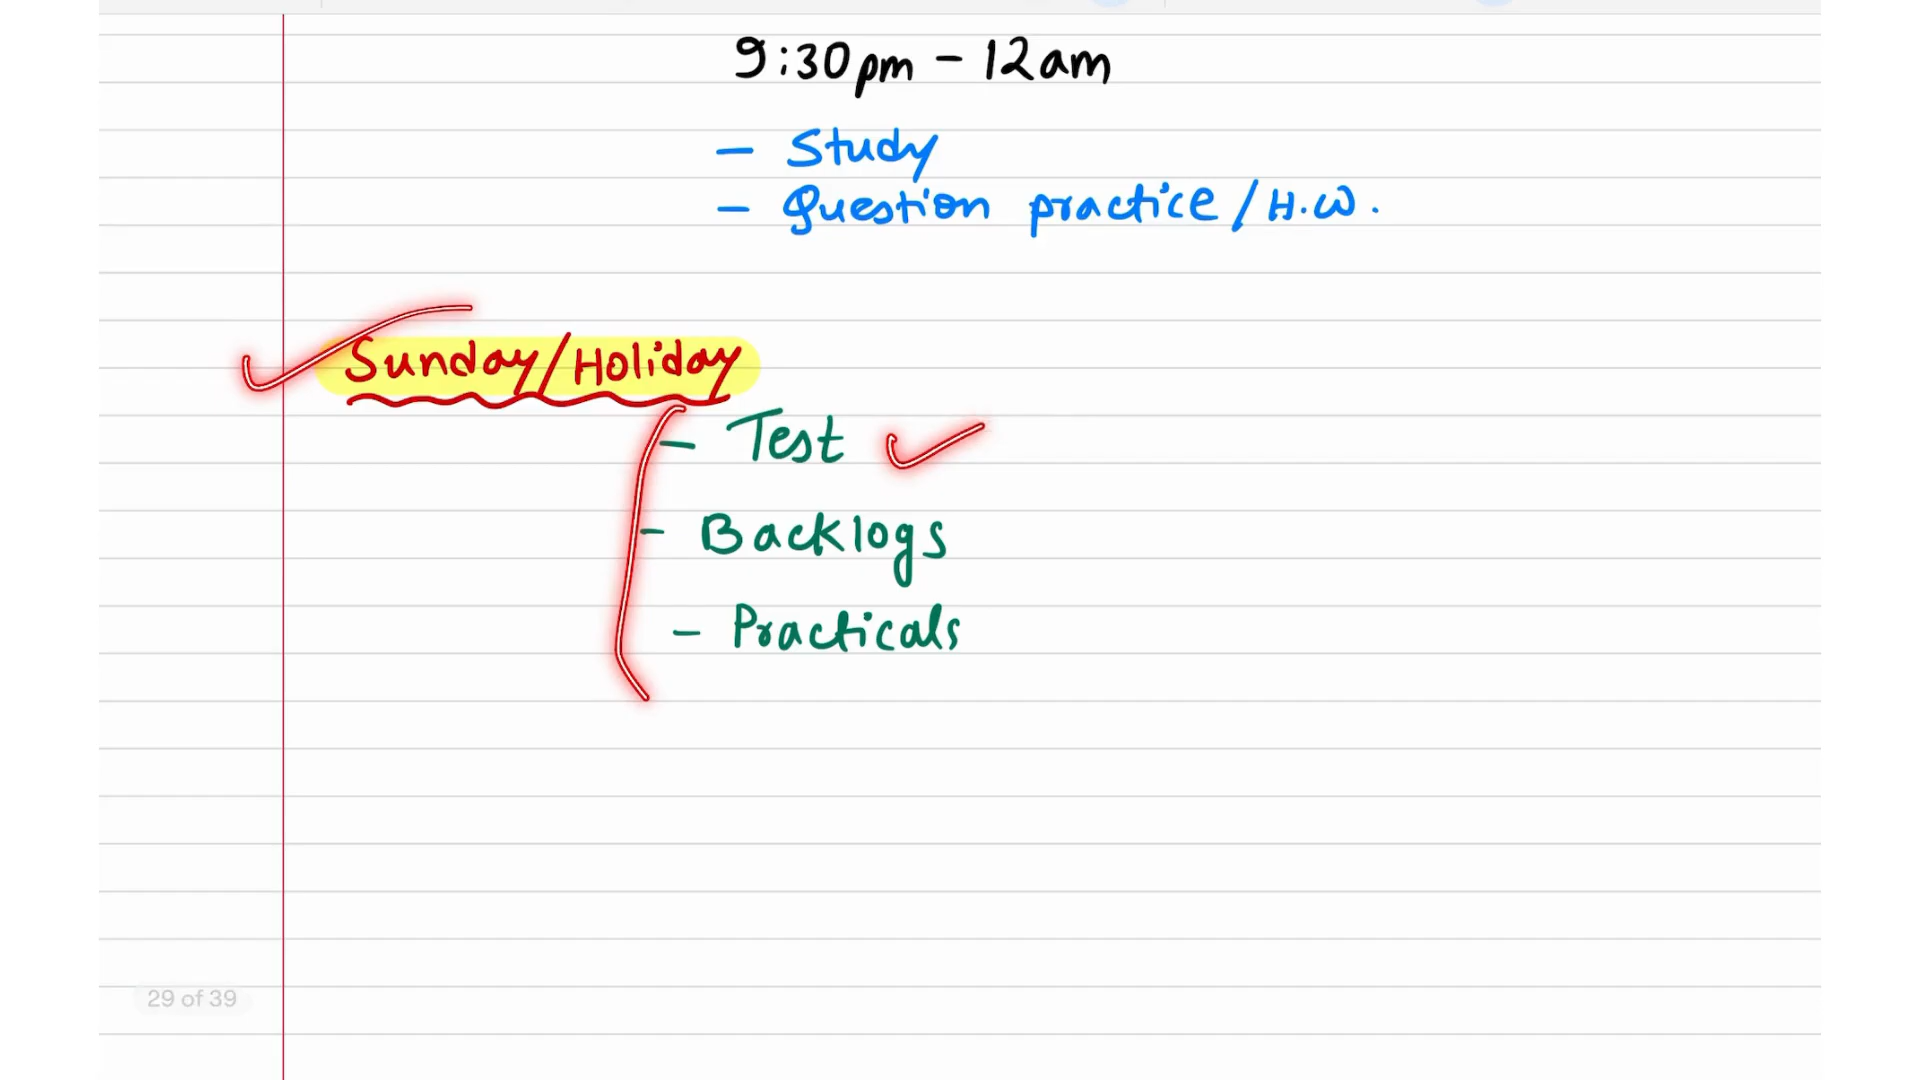 9:30pm - 12am
- Study
- Question practice/H.W.
Sunday/Holiday
- Test
- Backlogs
- Practicals
29 of 39